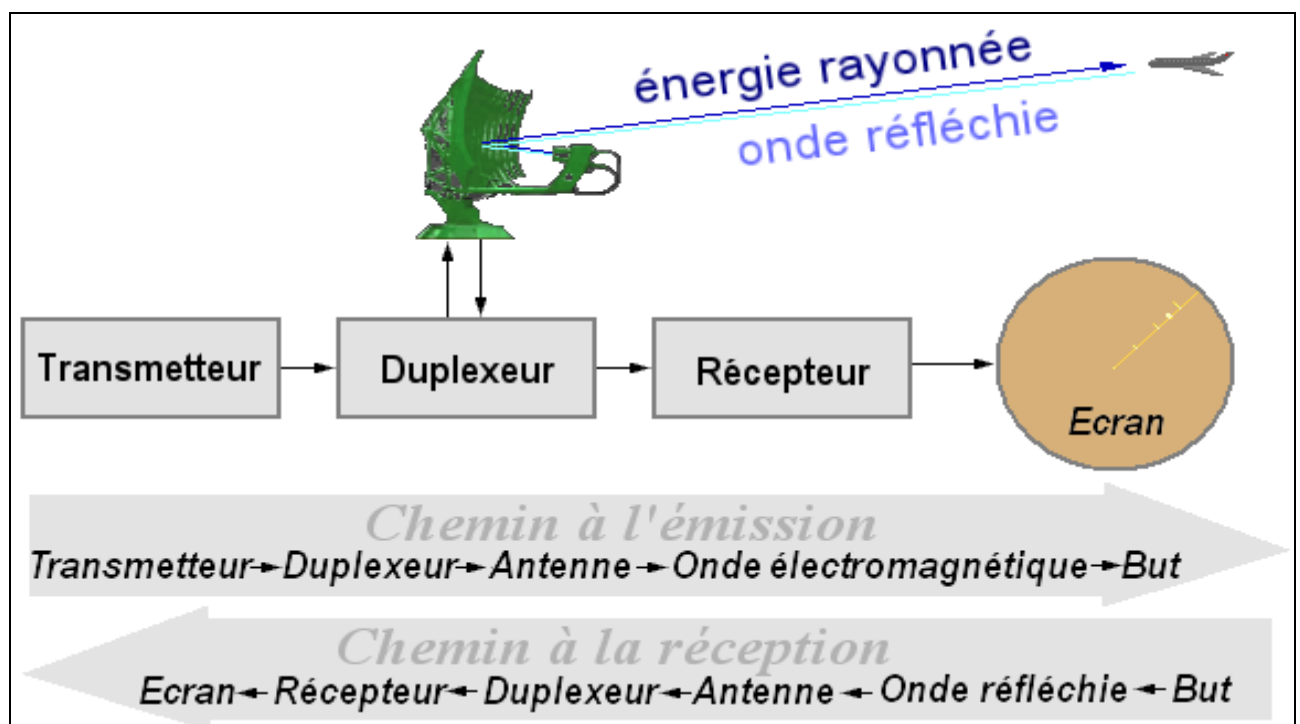 énergie rayonnée
onde réfléchie
Transmetteur
Duplexeur
Récepteur
Ecran
Chemin à l'émission
Transmetteur→Duplexeur→Antenne→Onde électromagnétique→But
Chemin à la réception
Ecran←Récepteur←Duplexeur←Antenne←Onde réfléchie←But